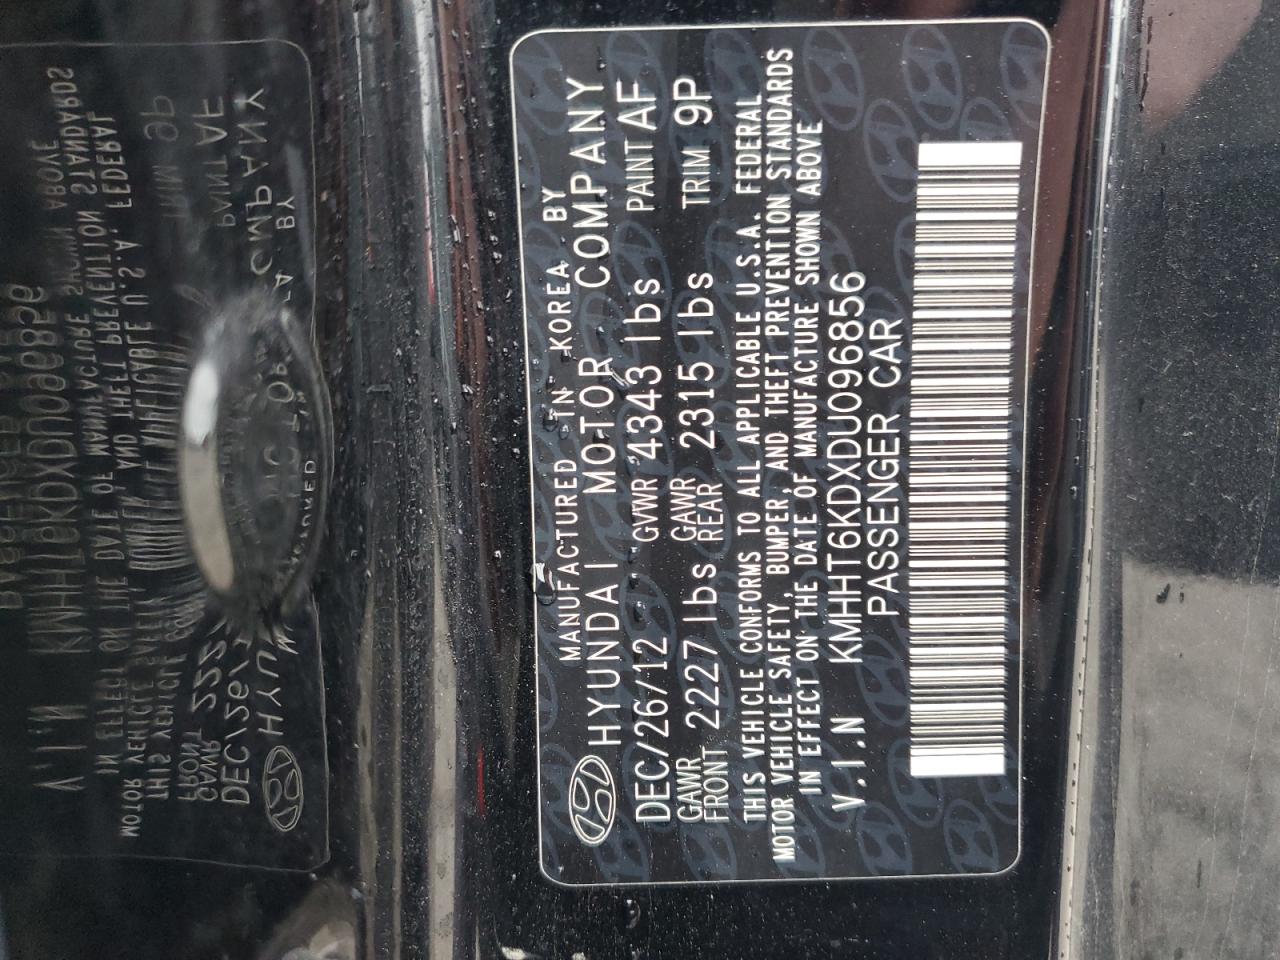 MANUFACTURED IN KOREA BY
HYUNDAI MOTOR COMPANY
DEC/26/12 GVWR 4343 lbs PAINT AF
GAWR FRONT 2227 lbs GAWR REAR 2315 lbs TRIM 9P
THIS VEHICLE CONFORMS TO ALL APPLICABLE U.S.A. FEDERAL
MOTOR VEHICLE SAFETY, BUMPER, AND THEFT PREVENTION STANDARDS
IN EFFECT ON THE DATE OF MANUFACTURE SHOWN ABOVE
V.I.N KMHHT6KDXDU096856
PASSENGER CAR